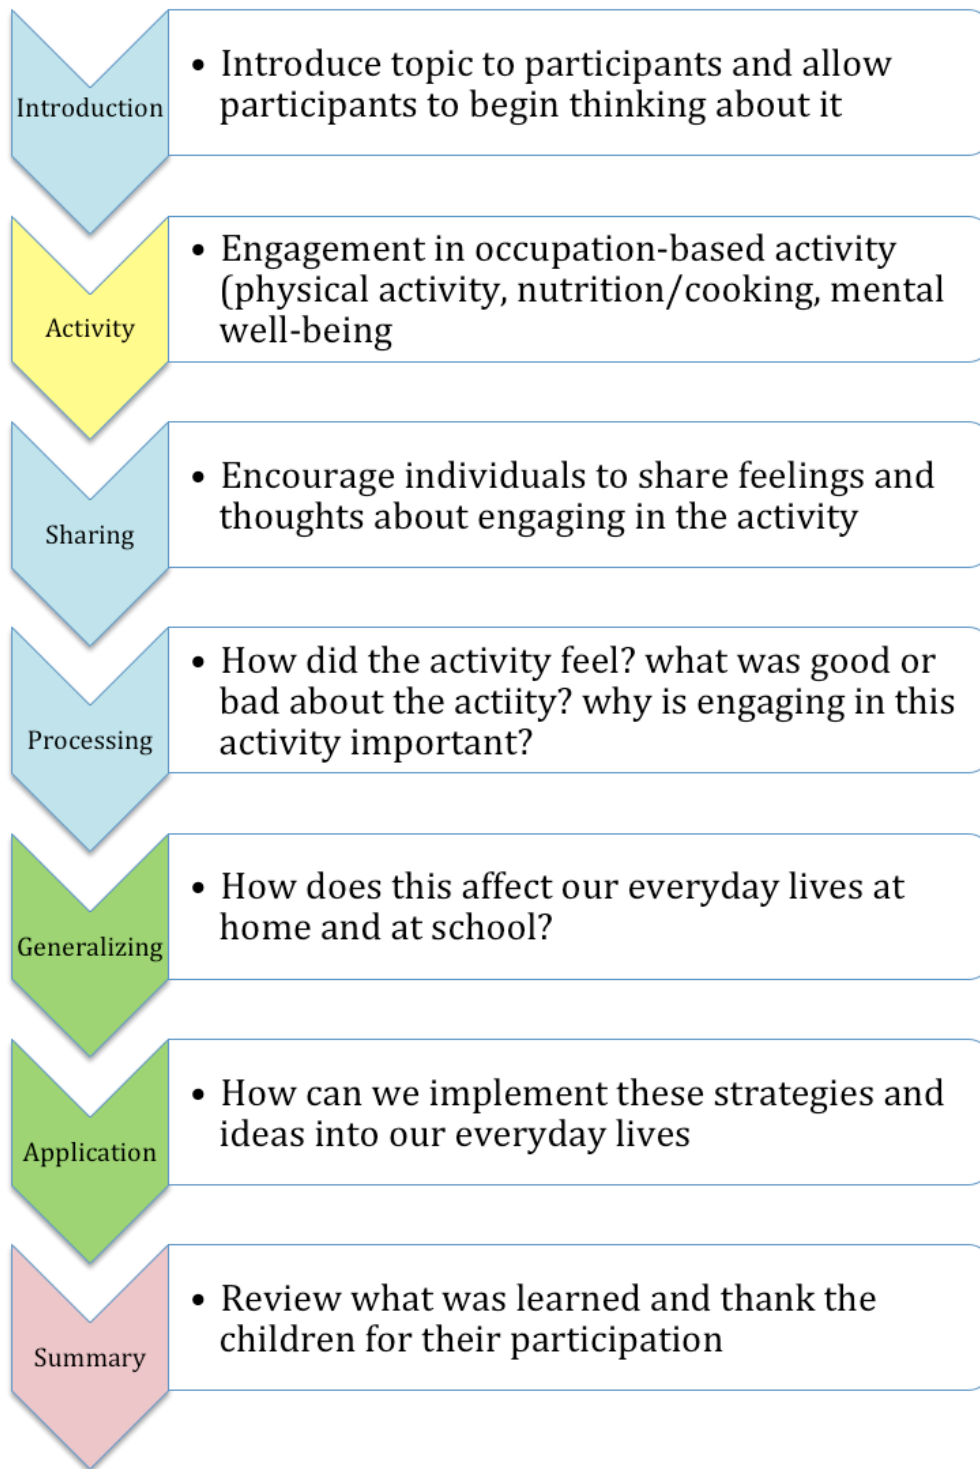 Introduction
• Introduce topic to participants and allow
participants to begin thinking about it
Activity
• Engagement in occupation-based activity
(physical activity, nutrition/cooking, mental
well-being
Sharing
• Encourage individuals to share feelings and
thoughts about engaging in the activity
Processing
• How did the activity feel? what was good or
bad about the actiity? why is engaging in this
activity important?
Generalizing
• How does this affect our everyday lives at
home and at school?
Application
• How can we implement these strategies and
ideas into our everyday lives
Summary
• Review what was learned and thank the
children for their participation